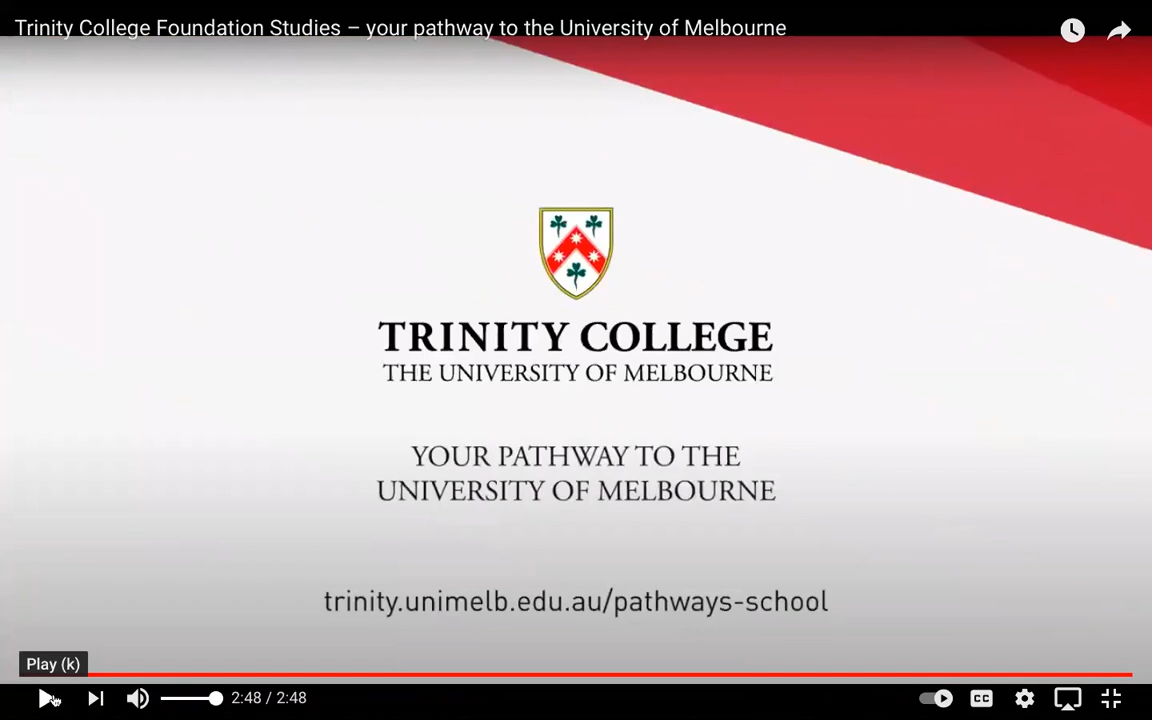 Trinity College Foundation Studies – your pathway to the University of Melbourne
TRINITY COLLEGE
THE UNIVERSITY OF MELBOURNE
YOUR PATHWAY TO THE
UNIVERSITY OF MELBOURNE
trinity.unimelb.edu.au/pathways-school
Play (k)
2:48 / 2:48
CC